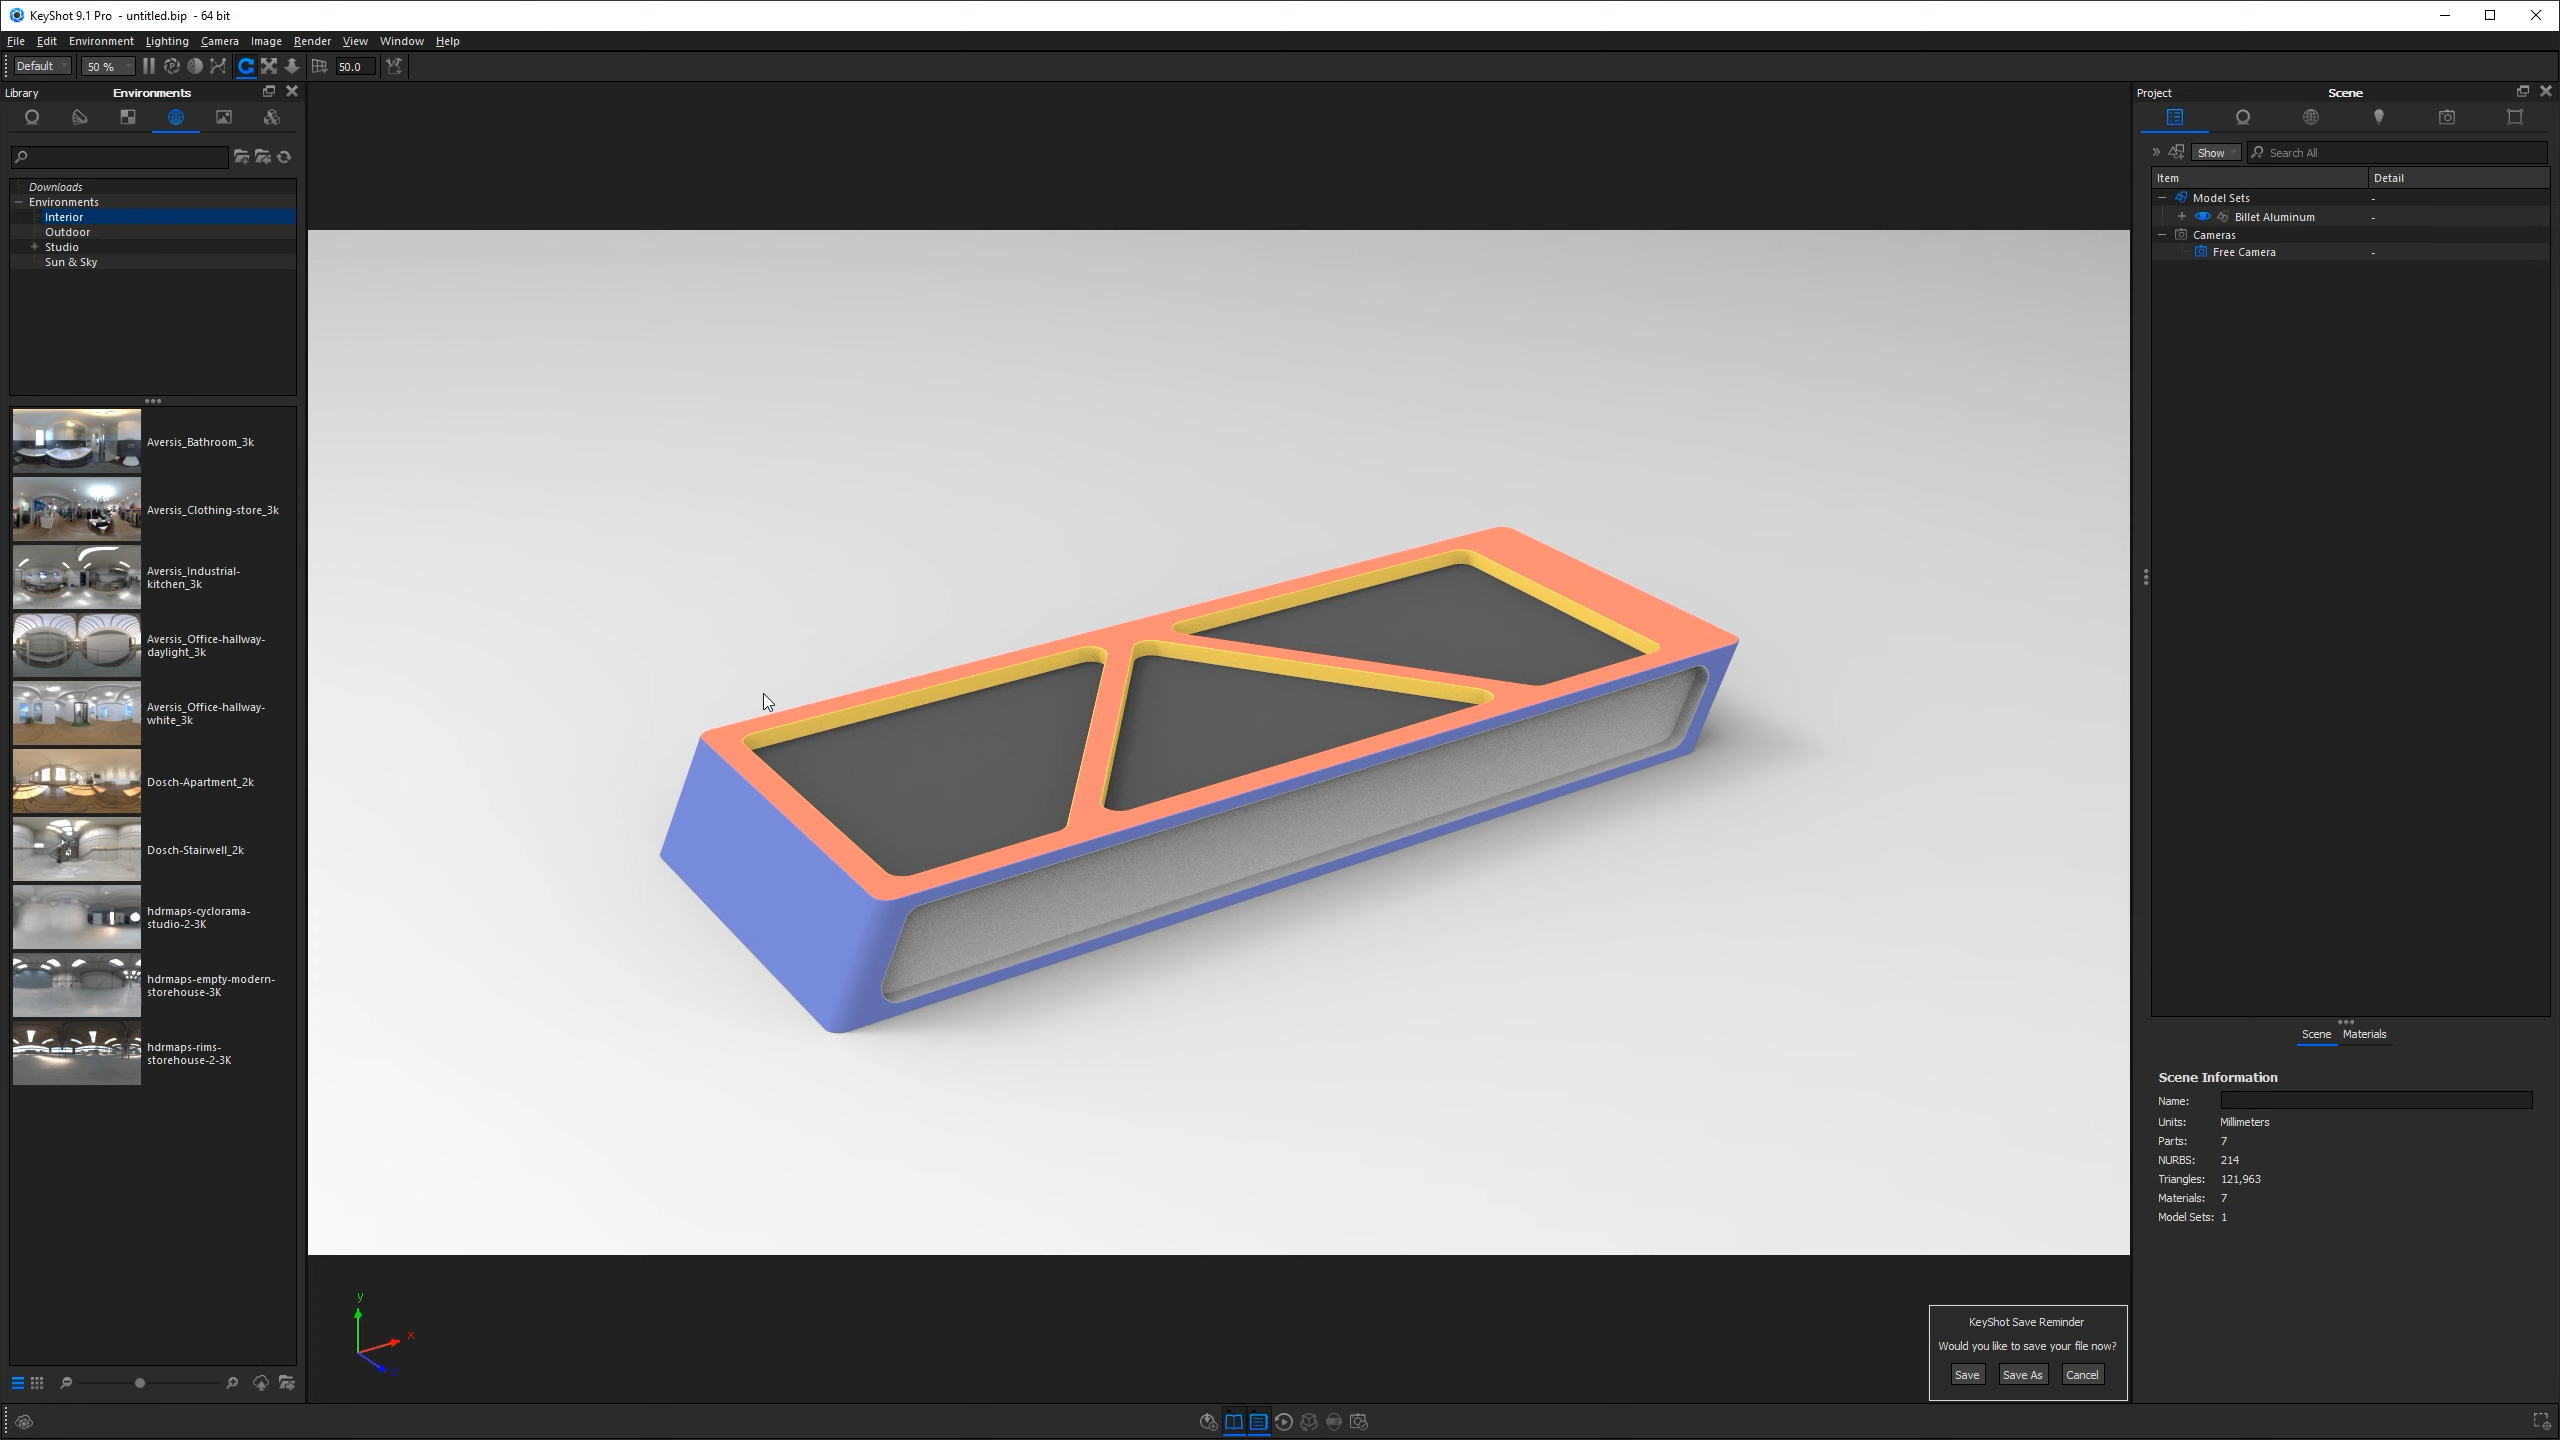 KeyShot 9.1 Pro  - untitled.bip  - 64 bit
File Edit Environment Lighting Camera Image Render View Window Help
Default 50 % 50.0
Library Environments
Downloads
Environments
Interior
Outdoor
Studio
Sun & Sky
Aversis_Bathroom_3k
Aversis_Clothing-store_3k
Aversis_Industrial-
kitchen_3k
Aversis_Office-hallway-
daylight_3k
Aversis_Office-hallway-
white_3k
Dosch-Apartment_2k
Dosch-Stairwell_2k
hdrmaps-cyclorama-
studio-2-3K
hdrmaps-empty-modern-
storehouse-3K
hdrmaps-rims-
storehouse-2-3K
y
x
z
KeyShot Save Reminder
Would you like to save your file now?
Save Save As Cancel
Project Scene
Show Search All
Item Detail
Model Sets -
Billet Aluminum -
Cameras
Free Camera -
Scene Materials
Scene Information
Name:
Units: Millimeters
Parts: 7
NURBS: 214
Triangles: 121,963
Materials: 7
Model Sets: 1